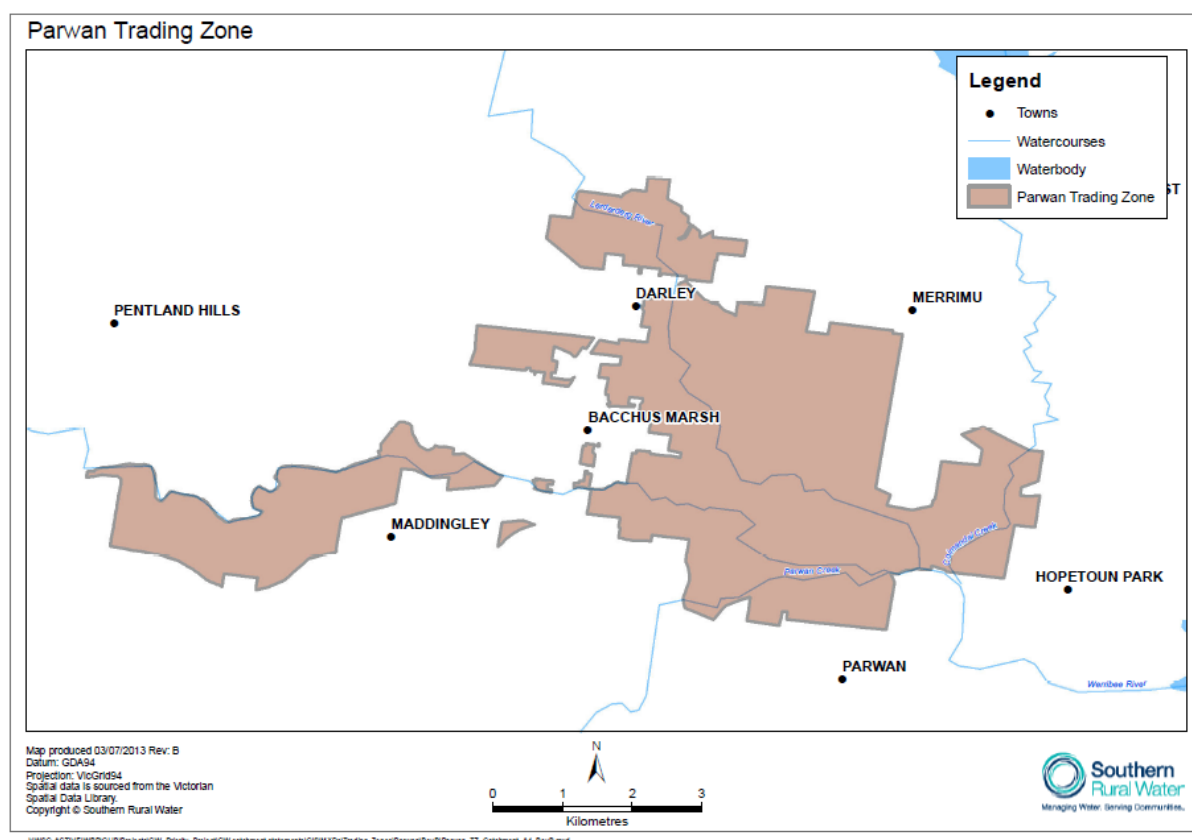 Parwan Trading Zone
Legend
Towns
Watercourses
Waterbody
Parwan Trading Zone
ST
Lerderderg River
DARLEY
MERRIMU
PENTLAND HILLS
BACCHUS MARSH
MADDINGLEY
Parwan Creek
HOPETOUN PARK
PARWAN
Werribee River
Map produced 03/07/2013 Rev: B
Datum: GDA94
Projection: VicGrid94
Spatial data is sourced from the Victorian
Spatial Data Library.
Copyright © Southern Rural Water
N
0 1 2 3
Kilometres
Southern
Rural Water
Managing Water. Serving Communities.